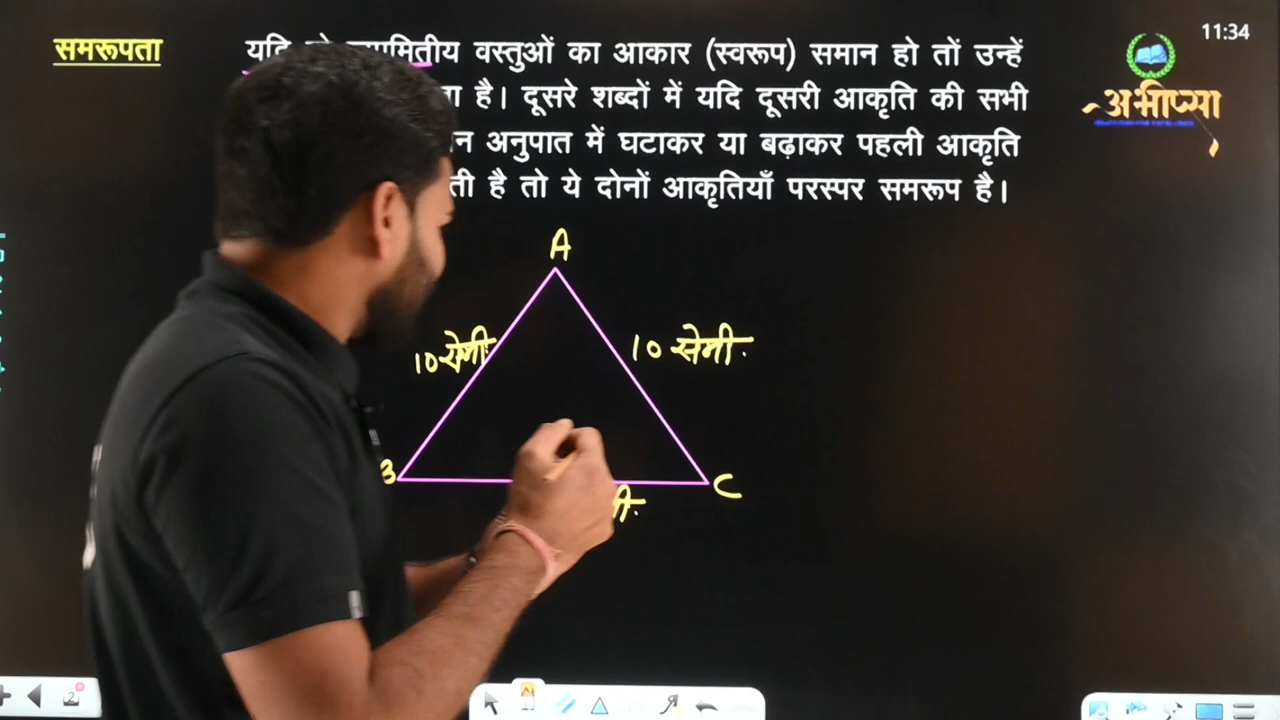 11:34
समरूपता
यदि वस्तुओं का आकार (स्वरूप) समान हो तों उन्हें
है। दूसरे शब्दों में यदि दूसरी आकृति की सभी
अनुपात में घटाकर या बढ़ाकर पहली आकृति
है तो ये दोनों आकृतियाँ परस्पर समरूप है।
अभीप्सा
A
10 सेमी.
10 सेमी.
B
C